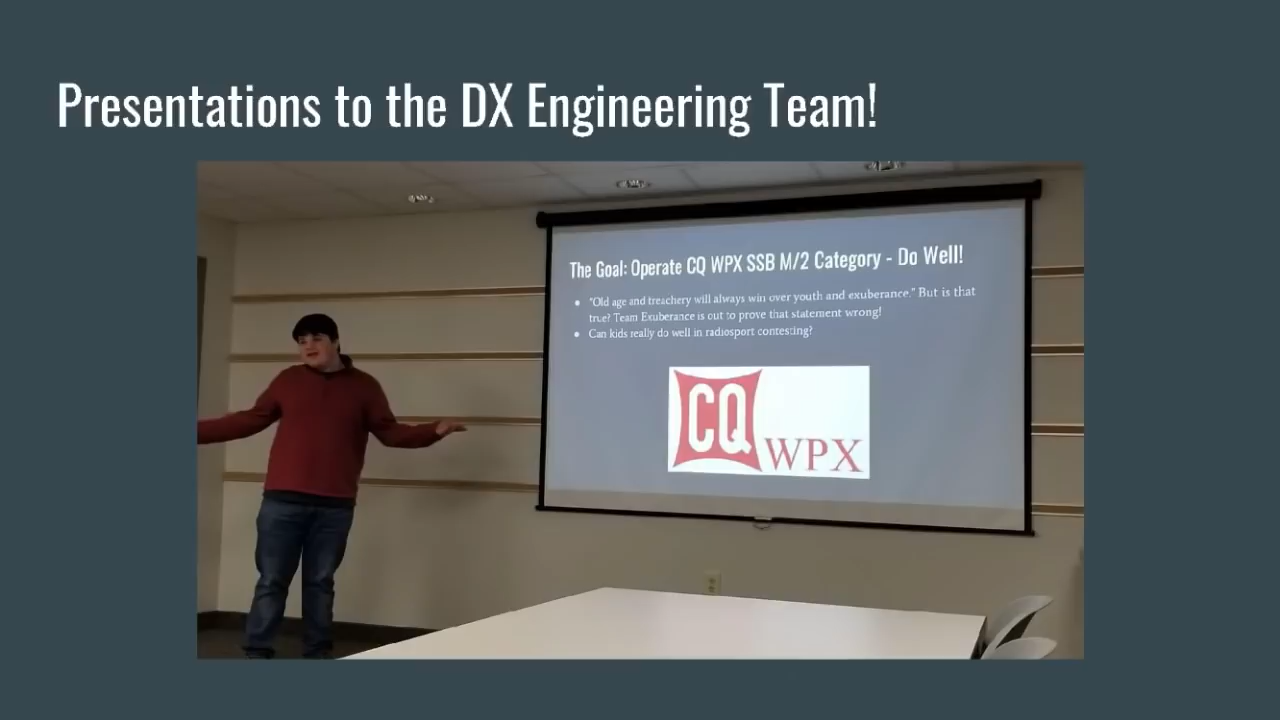 Presentations to the DX Engineering Team!
The Goal: Operate CQ WPX SSB M/2 Category - Do Well!
● "Old age and treachery will always win over youth and exuberance." But is that
true? Team Exuberance is out to prove that statement wrong!
● Can kids really do well in radiosport contesting?
CQ WPX